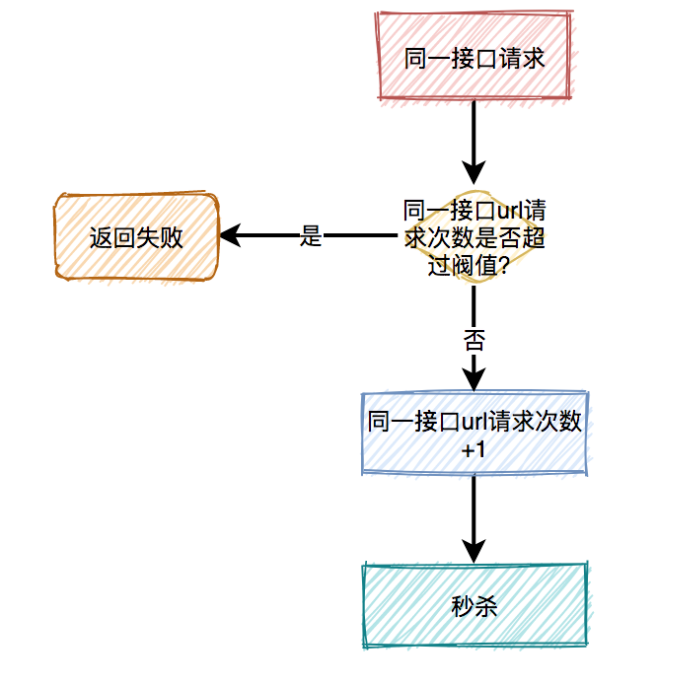 同一接口请求
同一接口url请
求次数是否超
过阀值?
是
返回失败
否
同一接口url请求次数
+1
秒杀